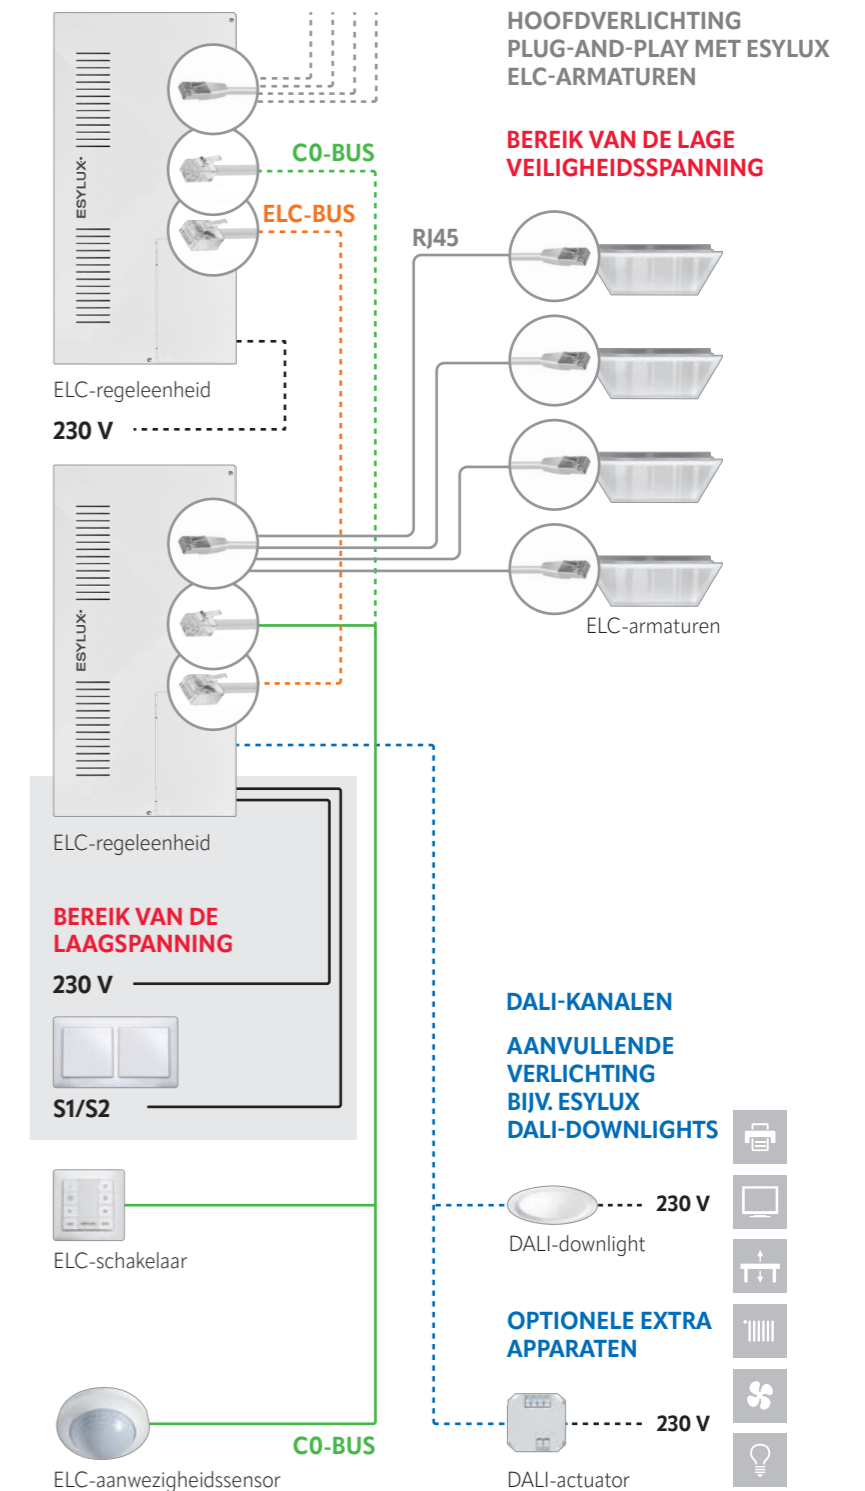 HOOFDVERLICHTING
PLUG-AND-PLAY MET ESYLUX
ELC-ARMATUREN
BEREIK VAN DE LAGE
VEILIGHEIDSSPANNING
C0-BUS
ELC-BUS
RJ45
ESYLUX
ELC-regeleenheid
230 V
ELC-armaturen
ESYLUX
ELC-regeleenheid
BEREIK VAN DE
LAAGSPANNING
230 V
S1/S2
DALI-KANALEN
AANVULLENDE
VERLICHTING
BIJV. ESYLUX
DALI-DOWNLIGHTS
230 V
DALI-downlight
ELC-schakelaar
OPTIONELE EXTRA
APPARATEN
230 V
C0-BUS
ELC-aanwezigheidssensor
DALI-actuator